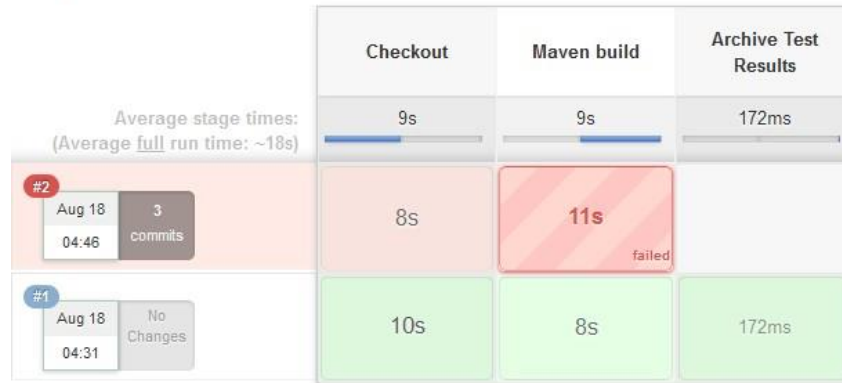 Checkout
Maven build
Archive Test
Results
Average stage times:
(Average full run time: ~18s)
9s
9s
172ms
#2
Aug 18
04:46
3
commits
8s
11s
failed
#1
Aug 18
04:31
No
Changes
10s
8s
172ms